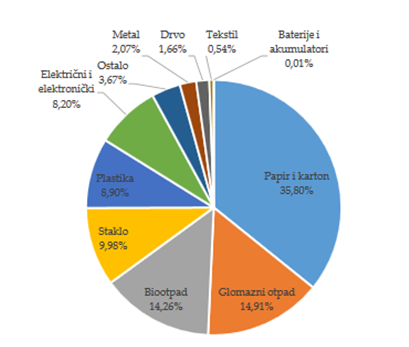 Metal
2,07%
Drvo
1,66%
Tekstil
0,54%
Baterije i
akumulatori
0,01%
Ostalo
3,67%
Električni i
elektronički
8,20%
Plastika
8,90%
Staklo
9,98%
Biootpad
14,26%
Glomazni otpad
14,91%
Papir i karton
35,80%